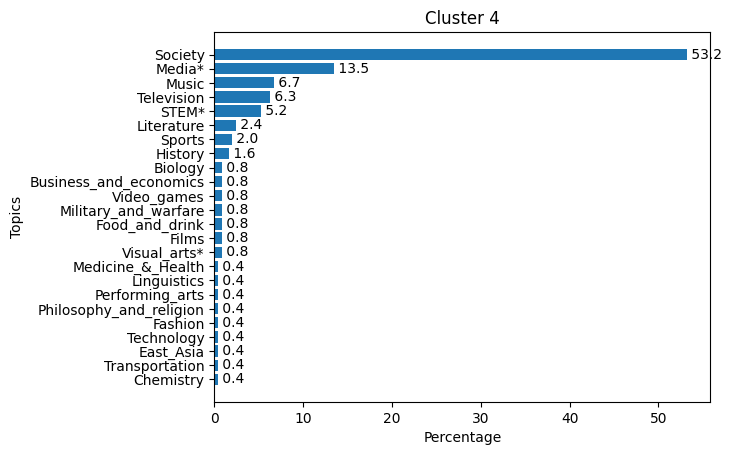 Cluster 4
Topics
Society 53.2
Media* 13.5
Music 6.7
Television 6.3
STEM* 5.2
Literature 2.4
Sports 2.0
History 1.6
Biology 0.8
Business_and_economics 0.8
Video_games 0.8
Military_and_warfare 0.8
Food_and_drink 0.8
Films 0.8
Visual_arts* 0.8
Medicine_&_Health 0.4
Linguistics 0.4
Performing_arts 0.4
Philosophy_and_religion 0.4
Fashion 0.4
Technology 0.4
East_Asia 0.4
Transportation 0.4
Chemistry 0.4
0 10 20 30 40 50
Percentage